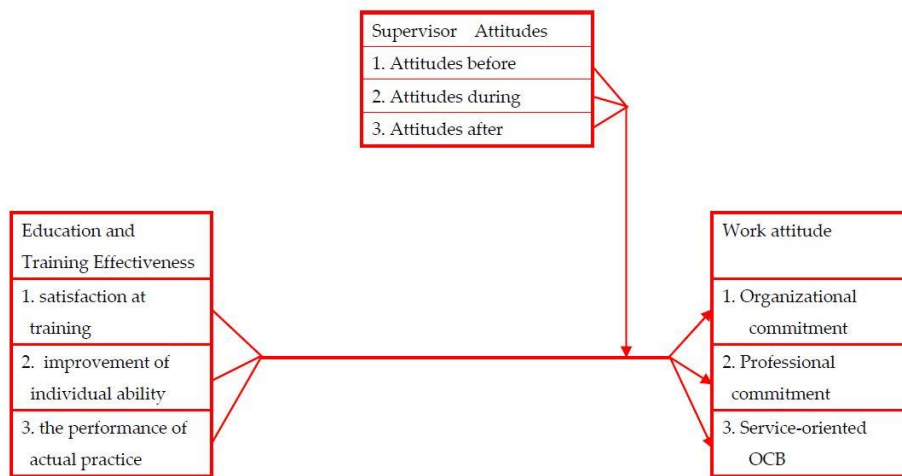 Supervisor Attitudes
1. Attitudes before
2. Attitudes during
3. Attitudes after
Education and
Training Effectiveness
1. satisfaction at
training
2. improvement of
individual ability
3. the performance of
actual practice
Work attitude
1. Organizational
commitment
2. Professional
commitment
3. Service-oriented
OCB